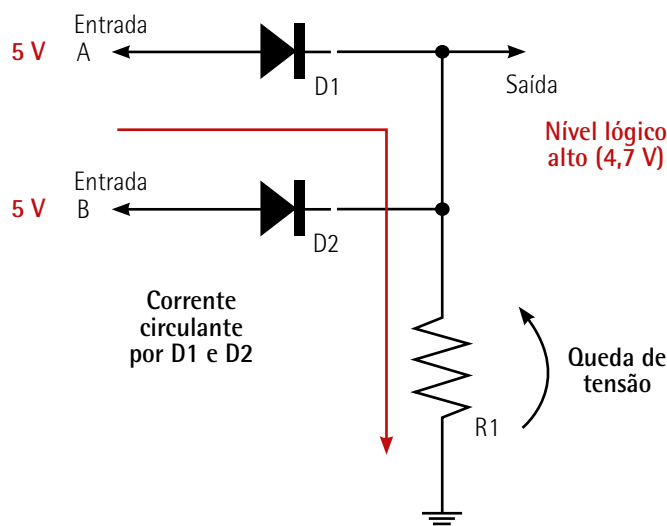 Entrada
5 V A
D1
Saída
Nível lógico
alto (4,7 V)
Entrada
5 V B
D2
Corrente
circulante
por D1 e D2
Queda de
tensão
R1